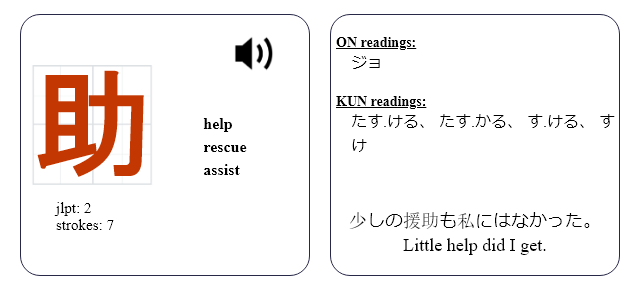 助
help
rescue
assist
jlpt: 2
strokes: 7
ON readings:
ジョ
KUN readings:
たす.ける、 たす.かる、 す.ける、 す
け
少しの援助も私にはなかった。
Little help did I get.